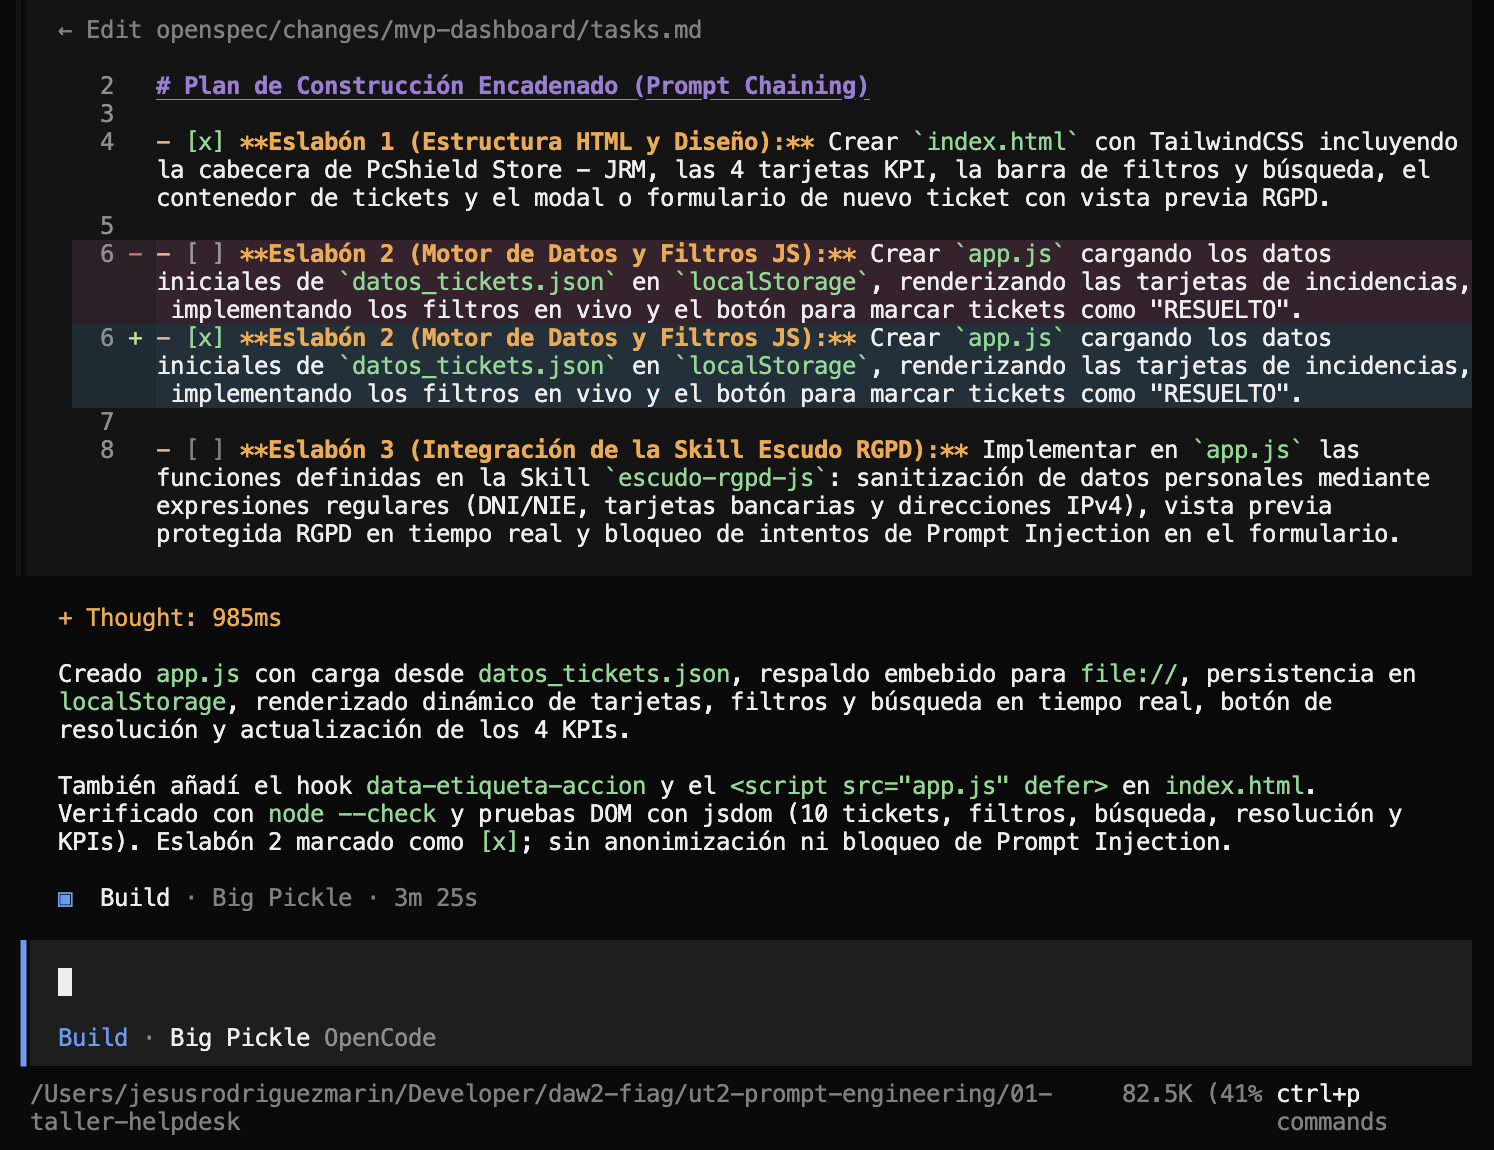 ← Edit openspec/changes/mvp-dashboard/tasks.md
2 # Plan de Construcción Encadenado (Prompt Chaining)
3
4 - [x] **Eslabón 1 (Estructura HTML y Diseño):** Crear `index.html` con TailwindCSS incluyendo
la cabecera de PcShield Store - JRM, las 4 tarjetas KPI, la barra de filtros y búsqueda, el
contenedor de tickets y el modal o formulario de nuevo ticket con vista previa RGPD.
5
6 - - [ ] **Eslabón 2 (Motor de Datos y Filtros JS):** Crear `app.js` cargando los datos
iniciales de `datos_tickets.json` en `localStorage`, renderizando las tarjetas de incidencias,
implementando los filtros en vivo y el botón para marcar tickets como "RESUELTO".
6 + - [x] **Eslabón 2 (Motor de Datos y Filtros JS):** Crear `app.js` cargando los datos
iniciales de `datos_tickets.json` en `localStorage`, renderizando las tarjetas de incidencias,
implementando los filtros en vivo y el botón para marcar tickets como "RESUELTO".
7
8 - [ ] **Eslabón 3 (Integración de la Skill Escudo RGPD):** Implementar en `app.js` las
funciones definidas en la Skill `escudo-rgpd-js`: sanitización de datos personales mediante
expresiones regulares (DNI/NIE, tarjetas bancarias y direcciones IPv4), vista previa
protegida RGPD en tiempo real y bloqueo de intentos de Prompt Injection en el formulario.
+ Thought: 985ms
Creado app.js con carga desde datos_tickets.json, respaldo embebido para file://, persistencia en
localStorage, renderizado dinámico de tarjetas, filtros y búsqueda en tiempo real, botón de
resolución y actualización de los 4 KPIs.
También añadí el hook data-etiqueta-accion y el <script src="app.js" defer> en index.html.
Verificado con node --check y pruebas DOM con jsdom (10 tickets, filtros, búsqueda, resolución y
KPIs). Eslabón 2 marcado como [x]; sin anonimización ni bloqueo de Prompt Injection.
▣ Build · Big Pickle · 3m 25s
Build · Big Pickle OpenCode
/Users/jesusrodriguezmarin/Developer/daw2-fiag/ut2-prompt-engineering/01-
taller-helpdesk
82.5K (41% ctrl+p
commands